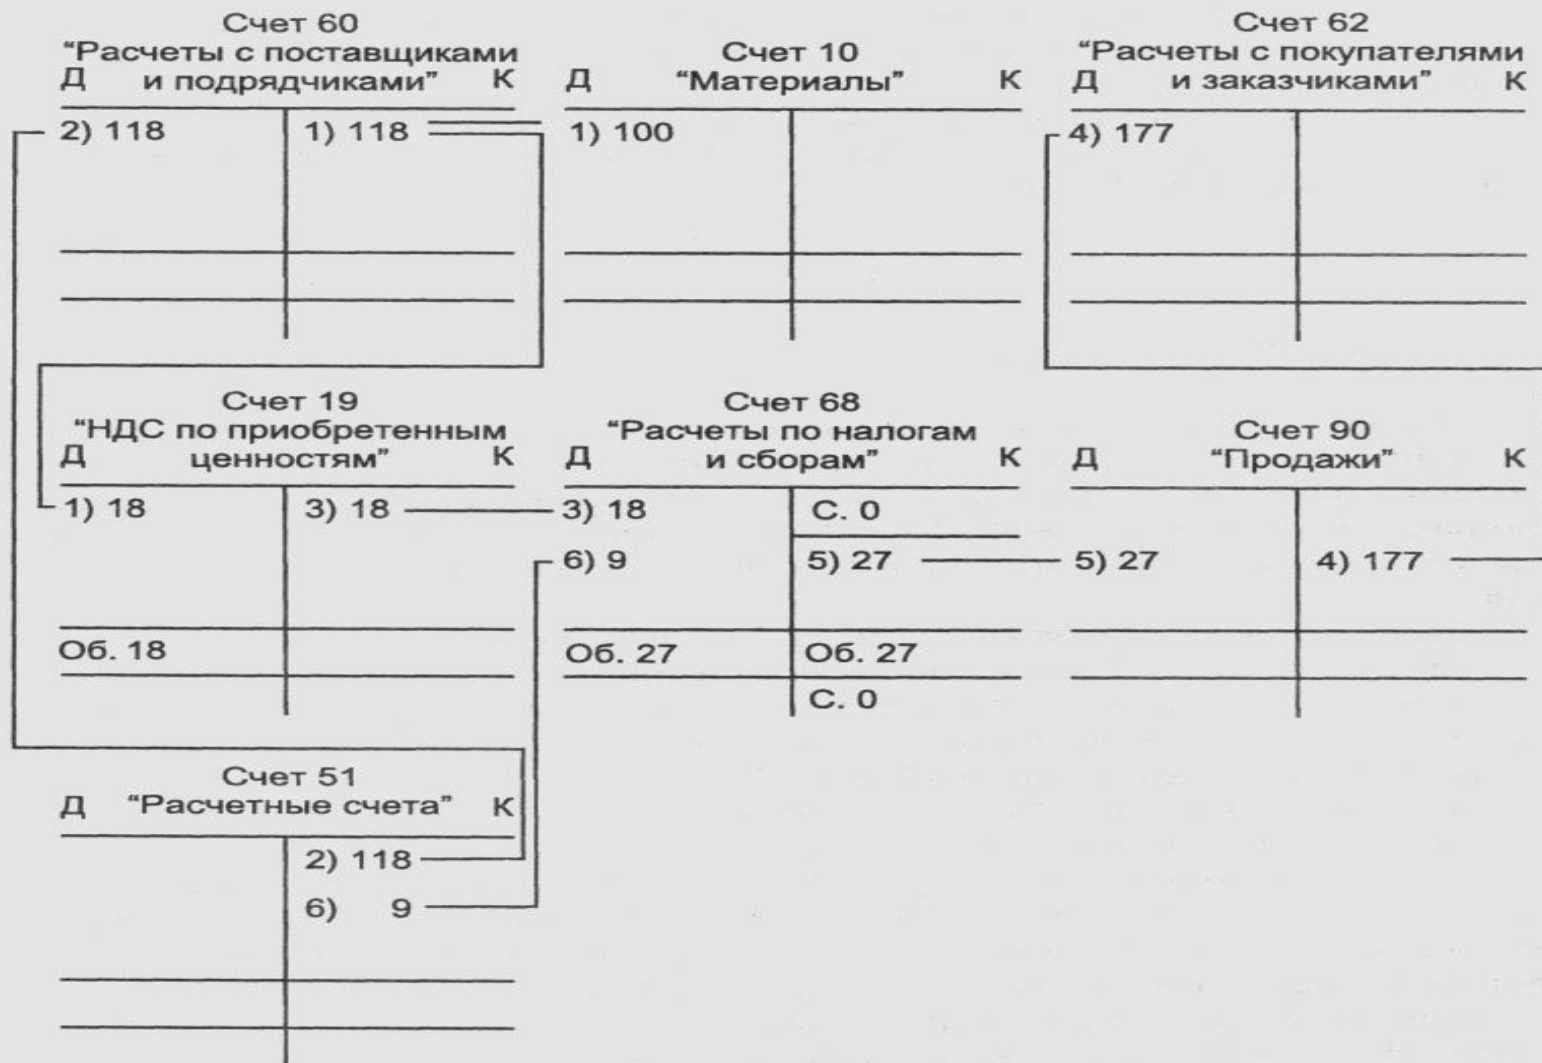 Счет 60
“Расчеты с поставщиками
Д и подрядчиками” К
2) 118 1) 118
Счет 10
Д “Материалы” К
1) 100
Счет 62
“Расчеты с покупателями
Д и заказчиками” К
4) 177
Счет 19
“НДС по приобретенным
Д ценностям” К
1) 18 3) 18
Об. 18
Счет 68
“Расчеты по налогам
Д и сборам” К
3) 18 С. 0
6) 9 5) 27
Об. 27 Об. 27
С. 0
Счет 90
Д “Продажи” К
5) 27 4) 177
Счет 51
Д “Расчетные счета” К
2) 118
6) 9